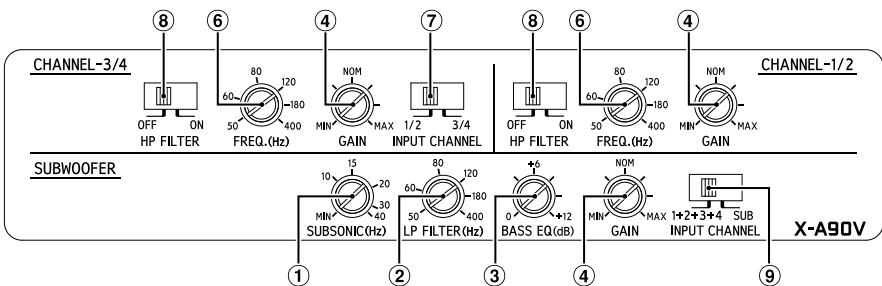 ⑧ ⑥ ④ ⑦ ⑧ ⑥ ④
CHANNEL-3/4
CHANNEL-1/2
OFF ON
HP FILTER
50 60 80 120 180 400
FREQ.(Hz)
MIN NOM MAX
GAIN
1/2 3/4
INPUT CHANNEL
OFF ON
HP FILTER
50 60 80 120 180 400
FREQ.(Hz)
MIN NOM MAX
GAIN
SUBWOOFER
MIN 10 15 20 30 40
SUBSONIC(Hz)
50 60 80 120 180 400
LP FILTER(Hz)
0 +6 +12
BASS EQ(dB)
MIN NOM MAX
GAIN
1+2+3+4 SUB
INPUT CHANNEL
X-A90V
① ② ③ ④ ⑨